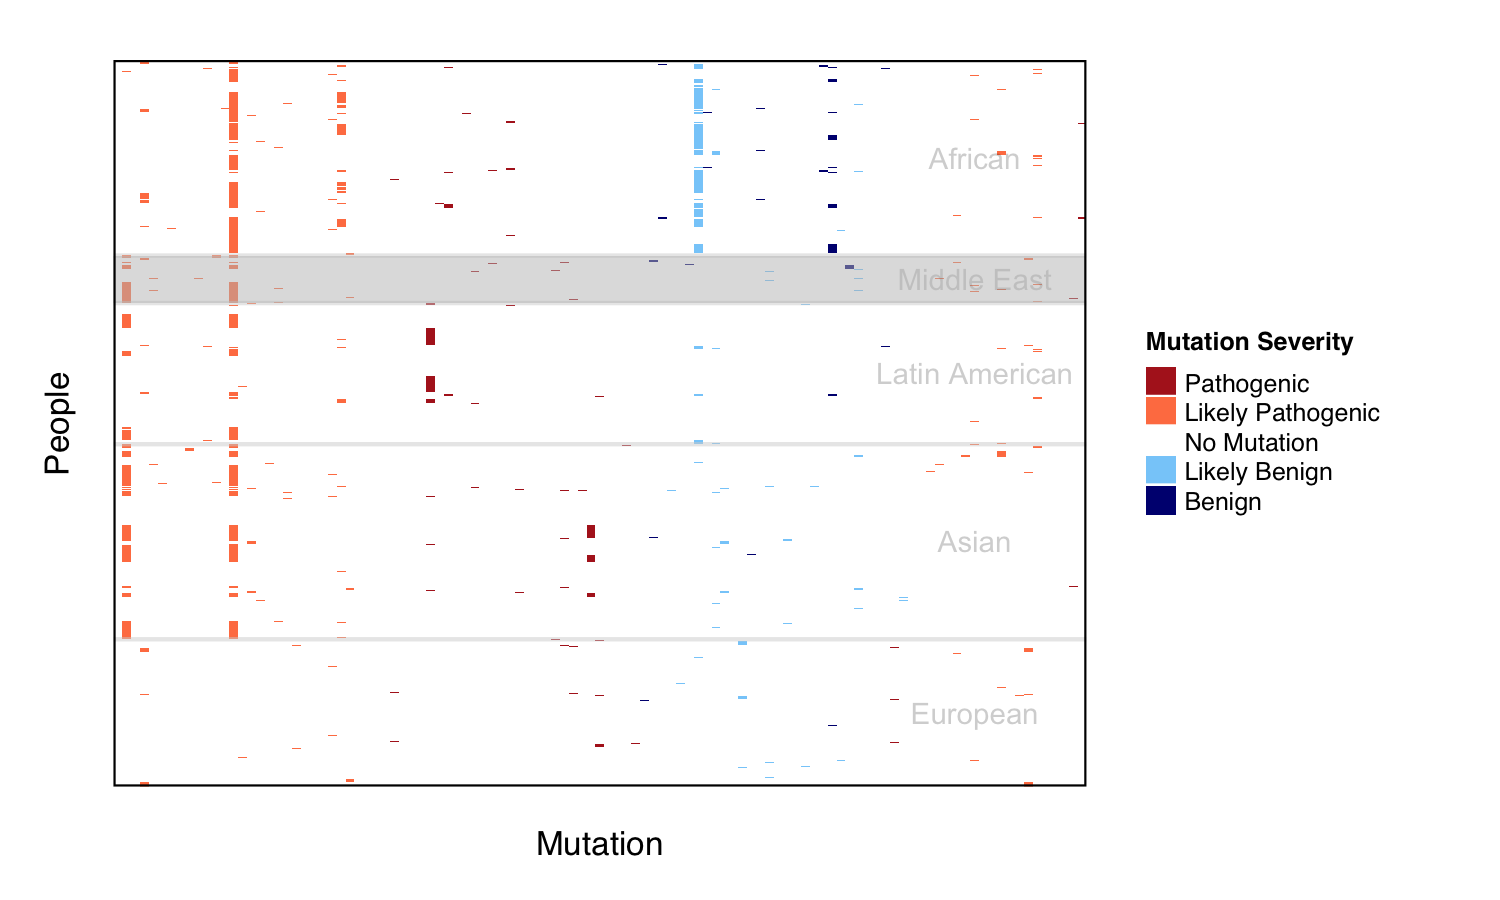 African
Middle East
Latin American
Asian
European
People
Mutation
Mutation Severity
Pathogenic
Likely Pathogenic
No Mutation
Likely Benign
Benign